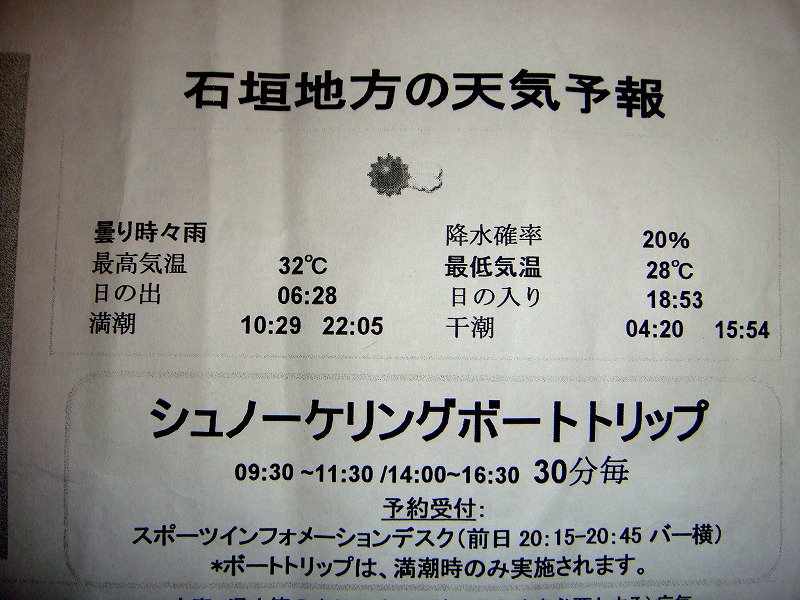 石垣地方の天気予報
曇り時々雨 降水確率 20%
最高気温 32℃ 最低気温 28℃
日の出 06:28 日の入り 18:53
満潮 10:29 22:05 干潮 04:20 15:54
シュノーケリングボートトリップ
09:30 ~11:30 /14:00~16:30 30分毎
予約受付:
スポーツインフォメーションデスク(前日 20:15-20:45 バー横)
*ボートトリップは、満潮時のみ実施されます。